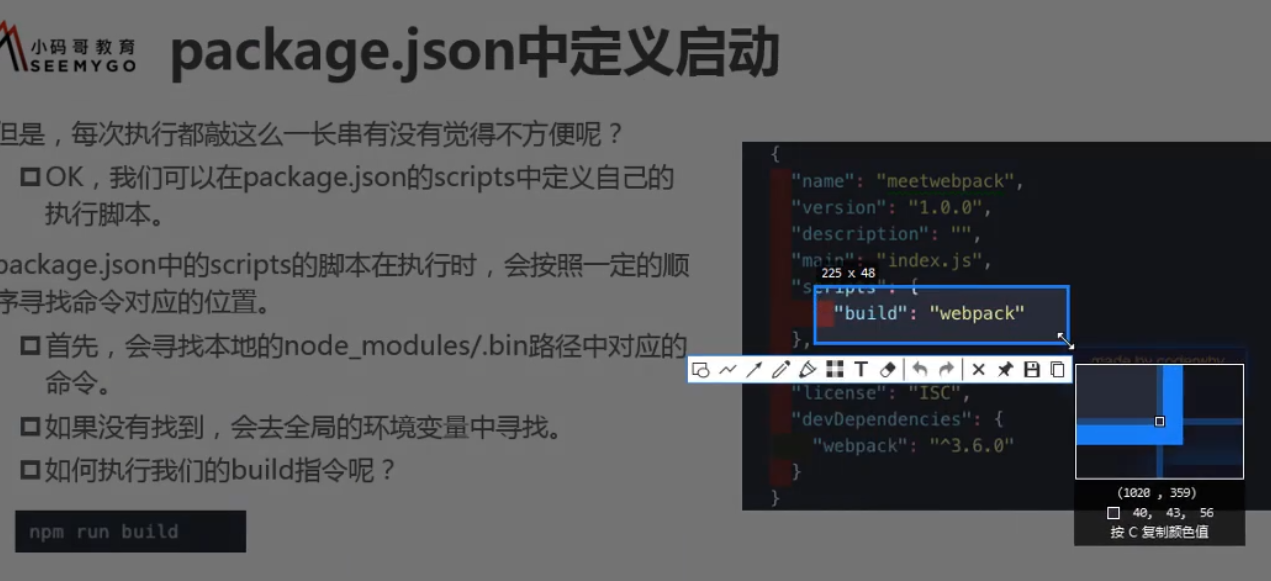 小码哥教育
SEEMYGO
package.json中定义启动
但是，每次执行都敲这么一长串有没有觉得不方便呢？
OK，我们可以在package.json的scripts中定义自己的
执行脚本。
package.json中的scripts的脚本在执行时，会按照一定的顺
序寻找命令对应的位置。
首先，会寻找本地的node_modules/.bin路径中对应的
命令。
如果没有找到，会去全局的环境变量中寻找。
如何执行我们的build指令呢？
npm run build
{
"name": "meetwebpack",
"version": "1.0.0",
"description": "",
"main": "index.js",
225 x 48
"scripts": {
"build": "webpack"
},
T
made by coderwhy
"license": "ISC",
"devDependencies": {
"webpack": "^3.6.0"
}
}
(1020 , 359)
40, 43, 56
按 C 复制颜色值